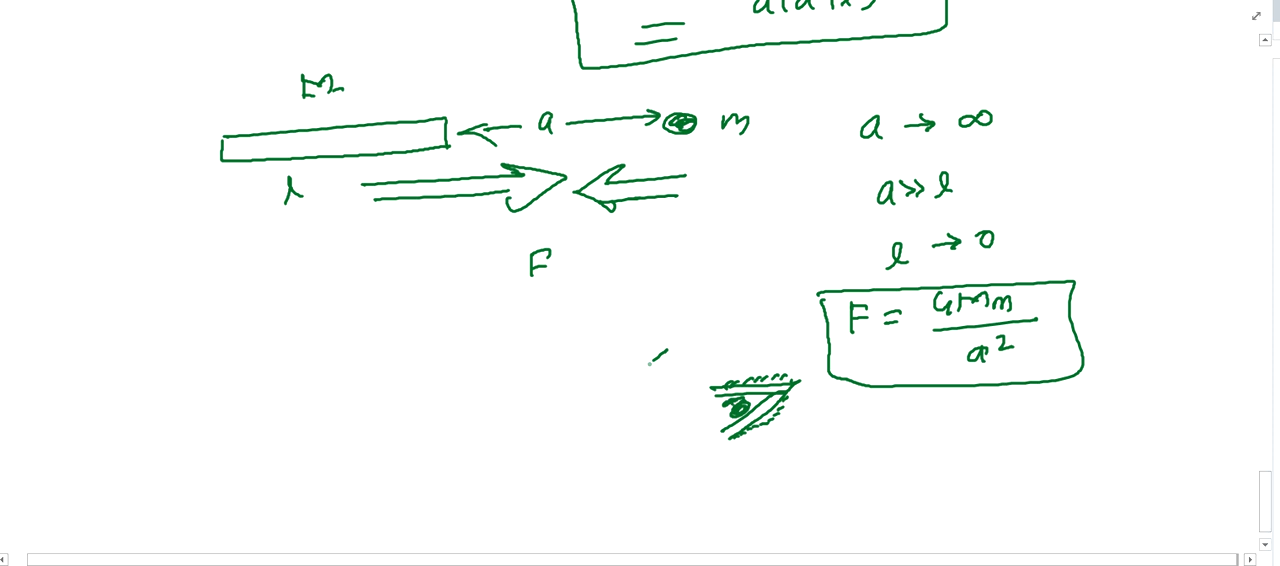 M
a
m
l
F
a → ∞
a >> l
l → 0
F = GMm / a²